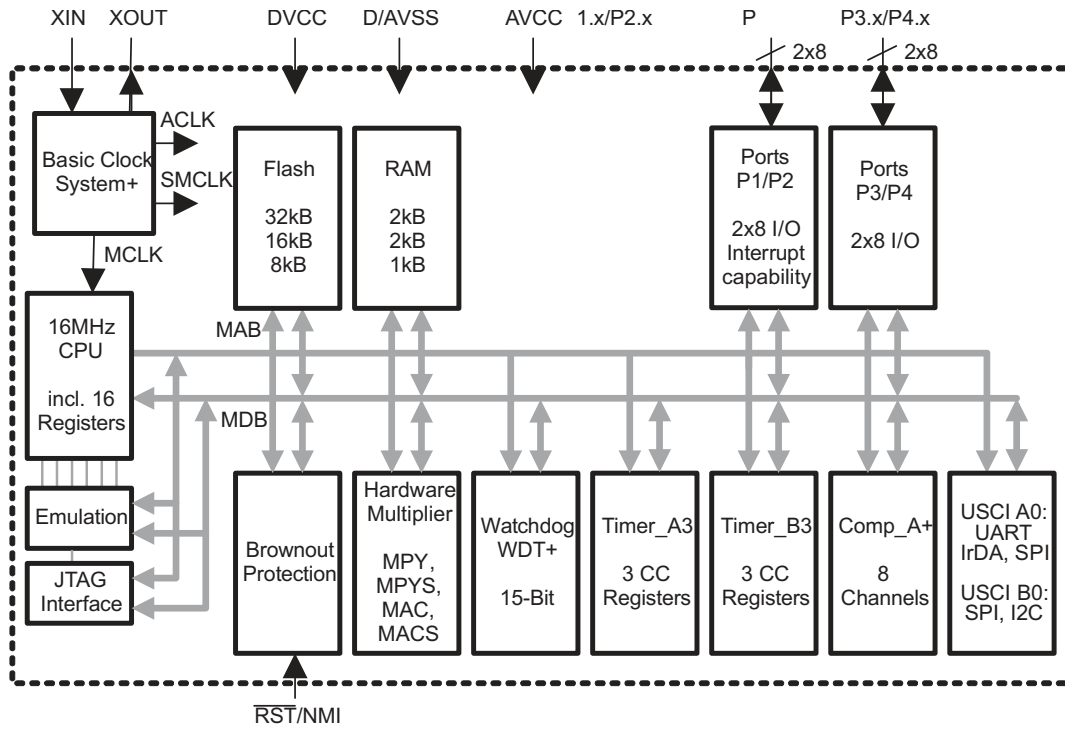 XIN XOUT DVCC D/AVSS AVCC 1.x/P2.x P P3.x/P4.x
2x8 2x8
ACLK
Basic Clock
System+
SMCLK
MCLK
Flash
32kB
16kB
8kB
RAM
2kB
2kB
1kB
Ports
P1/P2
2x8 I/O
Interrupt
capability
Ports
P3/P4
2x8 I/O
16MHz
CPU
incl. 16
Registers
MAB
MDB
Emulation
JTAG
Interface
Brownout
Protection
Hardware
Multiplier
MPY,
MPYS,
MAC,
MACS
Watchdog
WDT+
15-Bit
Timer_A3
3 CC
Registers
Timer_B3
3 CC
Registers
Comp_A+
8
Channels
USCI A0:
UART
IrDA, SPI
USCI B0:
SPI, I2C
RST/NMI